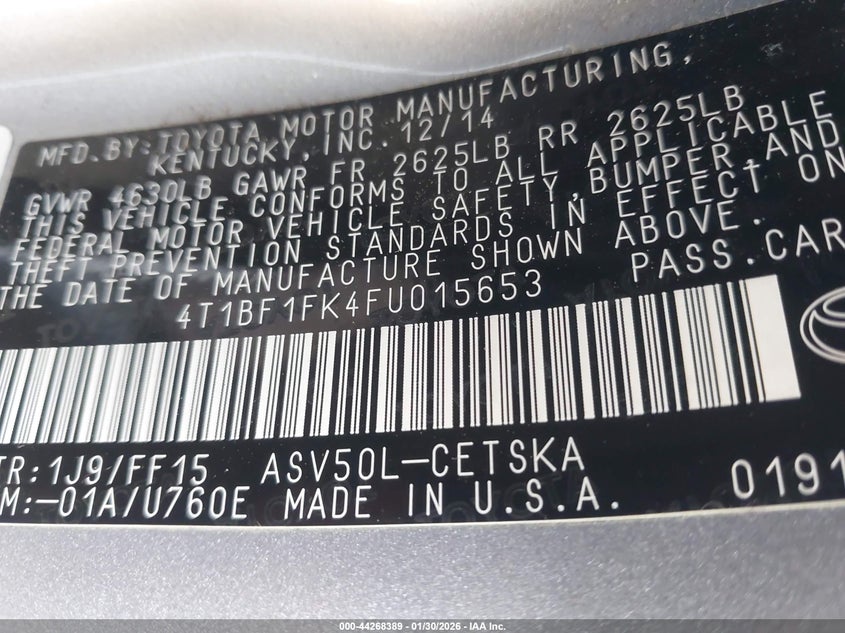 MFD.BY:TOYOTA MOTOR MANUFACTURING,
KENTUCKY,INC. 12/14
GVWR 4630LB GAWR FR 2625LB RR 2625LB
THIS VEHICLE CONFORMS TO ALL APPLICABLE
FEDERAL MOTOR VEHICLE SAFETY,BUMPER,AND
THEFT PREVENTION STANDARDS IN EFFECT ON
THE DATE OF MANUFACTURE SHOWN ABOVE.
4T1BF1FK4FU015653 PASS.CAR
TR:1J9/FF15 ASV50L-CETSKA
M:-01A/U760E MADE IN U.S.A. 0191
000-44268389 - 01/30/2026 - IAA Inc.